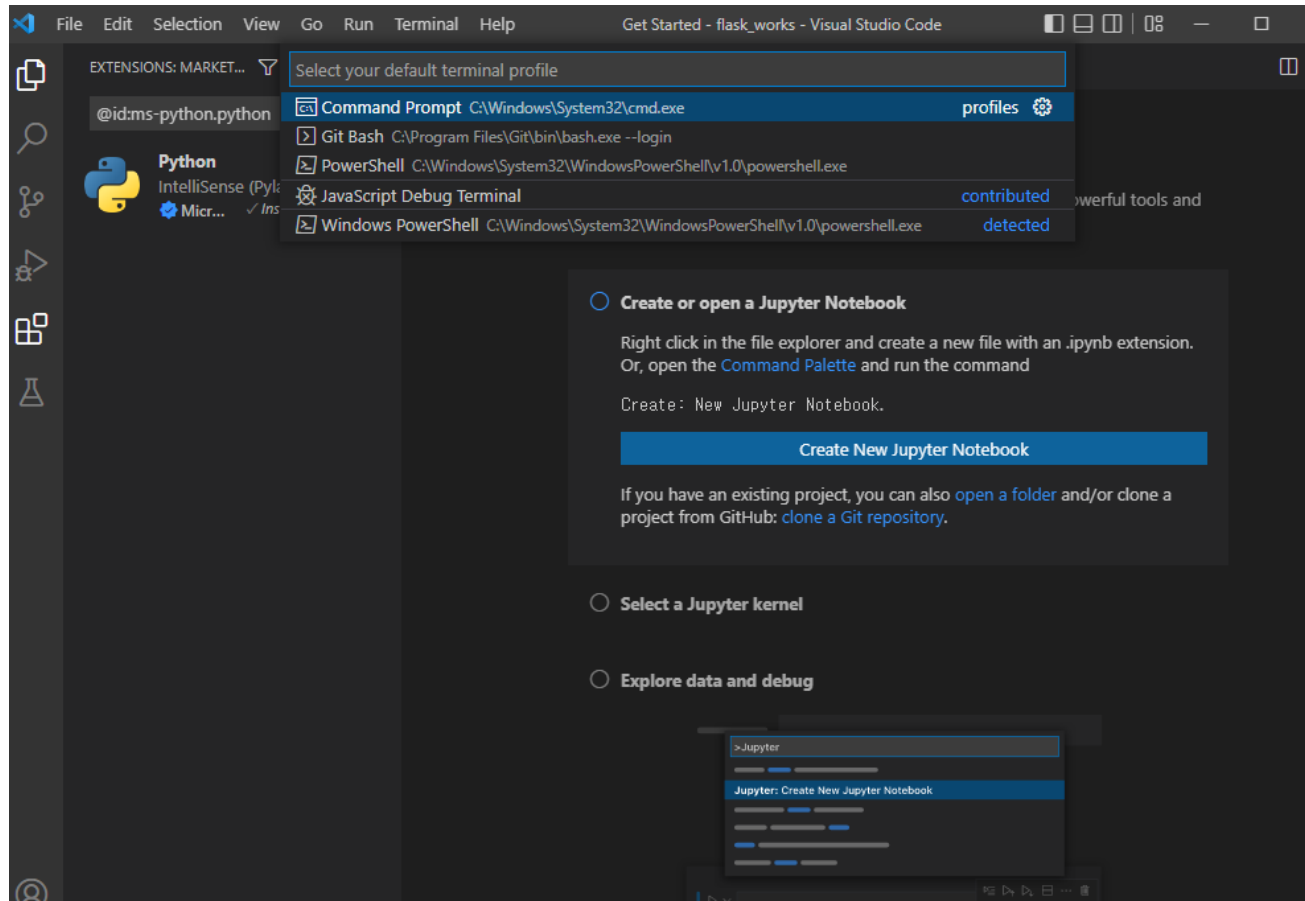 File Edit Selection View Go Run Terminal Help Get Started - flask_works - Visual Studio Code
EXTENSIONS: MARKET...
@id:ms-python.python
Python
IntelliSense (Pyla
Micr... ✓ Ins
Select your default terminal profile
Command Prompt C:\Windows\System32\cmd.exe profiles
Git Bash C:\Program Files\Git\bin\bash.exe --login
PowerShell C:\Windows\System32\WindowsPowerShell\v1.0\powershell.exe
JavaScript Debug Terminal contributed
Windows PowerShell C:\Windows\System32\WindowsPowerShell\v1.0\powershell.exe detected
werful tools and
Create or open a Jupyter Notebook
Right click in the file explorer and create a new file with an .ipynb extension.
Or, open the Command Palette and run the command
Create: New Jupyter Notebook.
Create New Jupyter Notebook
If you have an existing project, you can also open a folder and/or clone a
project from GitHub: clone a Git repository.
Select a Jupyter kernel
Explore data and debug
>Jupyter
Jupyter: Create New Jupyter Notebook